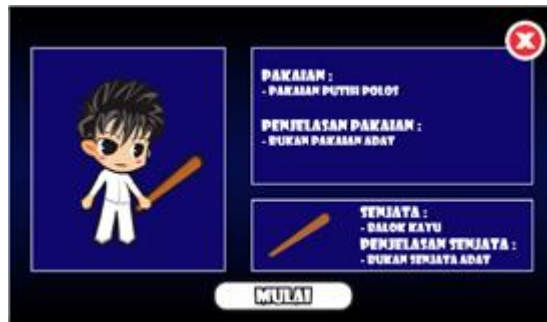 PAKAIAN :
- PAKAIAN PUTIH POLOS
PENJELASAN PAKAIAN :
- BUKAN PAKAIAN ADAT
SENJATA :
- BALOK KAYU
PENJELASAN SENJATA :
- BUKAN SENJATA ADAT
MULAI